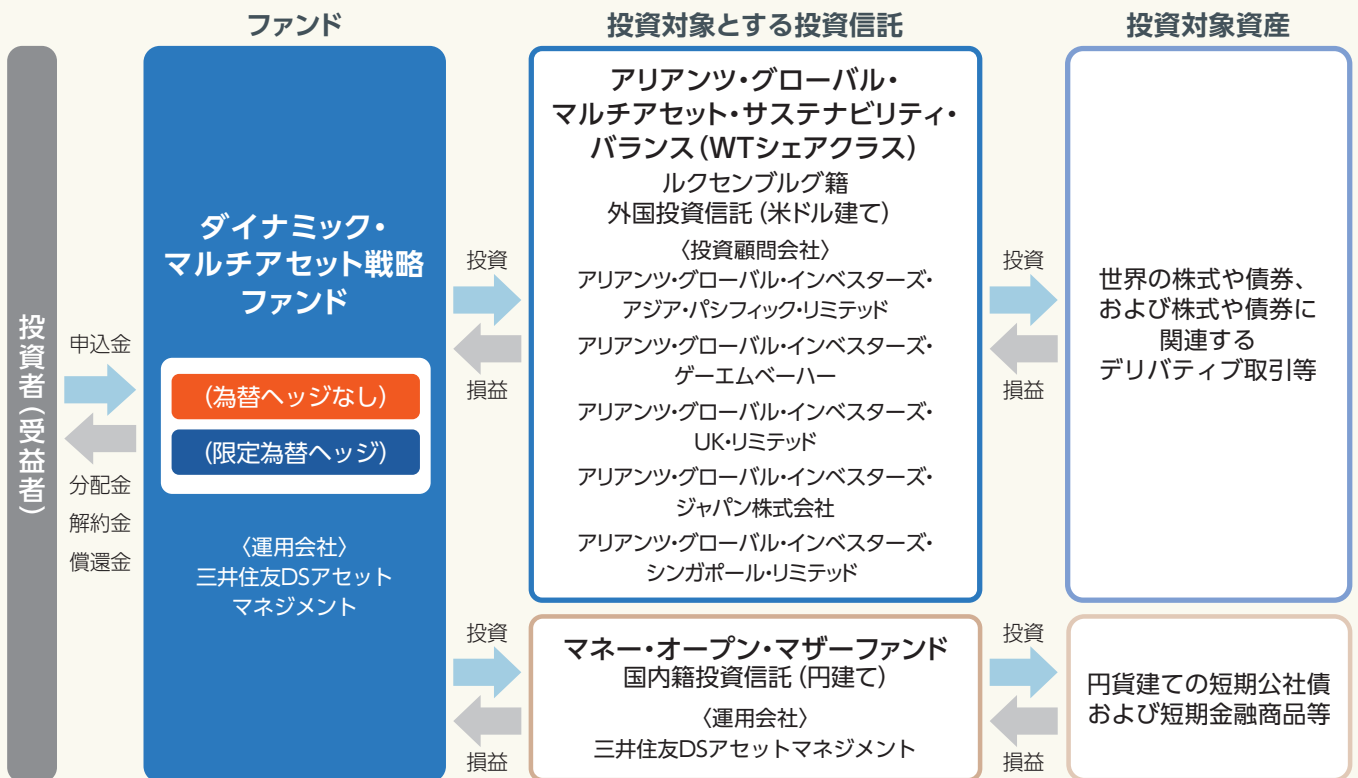 ファンド
投資対象とする投資信託
投資対象資産
投資者（受益者）
申込金
分配金
解約金
償還金
ダイナミック・
マルチアセット戦略
ファンド
（為替ヘッジなし）
（限定為替ヘッジ）
〈運用会社〉
三井住友DSアセット
マネジメント
投資
損益
アリアンツ・グローバル・
マルチアセット・サステナビリティ・
バランス（WTシェアクラス）
ルクセンブルグ籍
外国投資信託（米ドル建て）
〈投資顧問会社〉
アリアンツ・グローバル・インベスターズ・
アジア・パシフィック・リミテッド
アリアンツ・グローバル・インベスターズ・
ゲーエムベーハー
アリアンツ・グローバル・インベスターズ・
UK・リミテッド
アリアンツ・グローバル・インベスターズ・
ジャパン株式会社
アリアンツ・グローバル・インベスターズ・
シンガポール・リミテッド
投資
損益
世界の株式や債券、
および株式や債券に
関連する
デリバティブ取引等
投資
損益
マネー・オープン・マザーファンド
国内籍投資信託（円建て）
〈運用会社〉
三井住友DSアセットマネジメント
投資
損益
円貨建ての短期公社債
および短期金融商品等